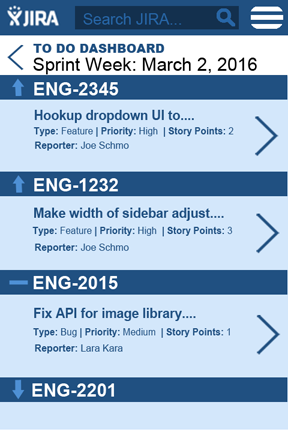 JIRA Search JIRA...
TO DO DASHBOARD
Sprint Week: March 2, 2016
ENG-2345
Hookup dropdown UI to....
Type: Feature | Priority: High | Story Points: 2
Reporter: Joe Schmo
ENG-1232
Make width of sidebar adjust....
Type: Feature | Priority: High | Story Points: 3
Reporter: Joe Schmo
ENG-2015
Fix API for image library....
Type: Bug | Priority: Medium | Story Points: 1
Reporter: Lara Kara
ENG-2201